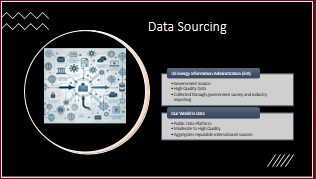 Data Sourcing
US Energy Information Administration (EIA)
• Government Source
• High Quality Data
• Collected through government survey and industry
reporting
Our World in Data
• Public Data Platform
• Moderate to High Quality
• Aggregates reputable international sources